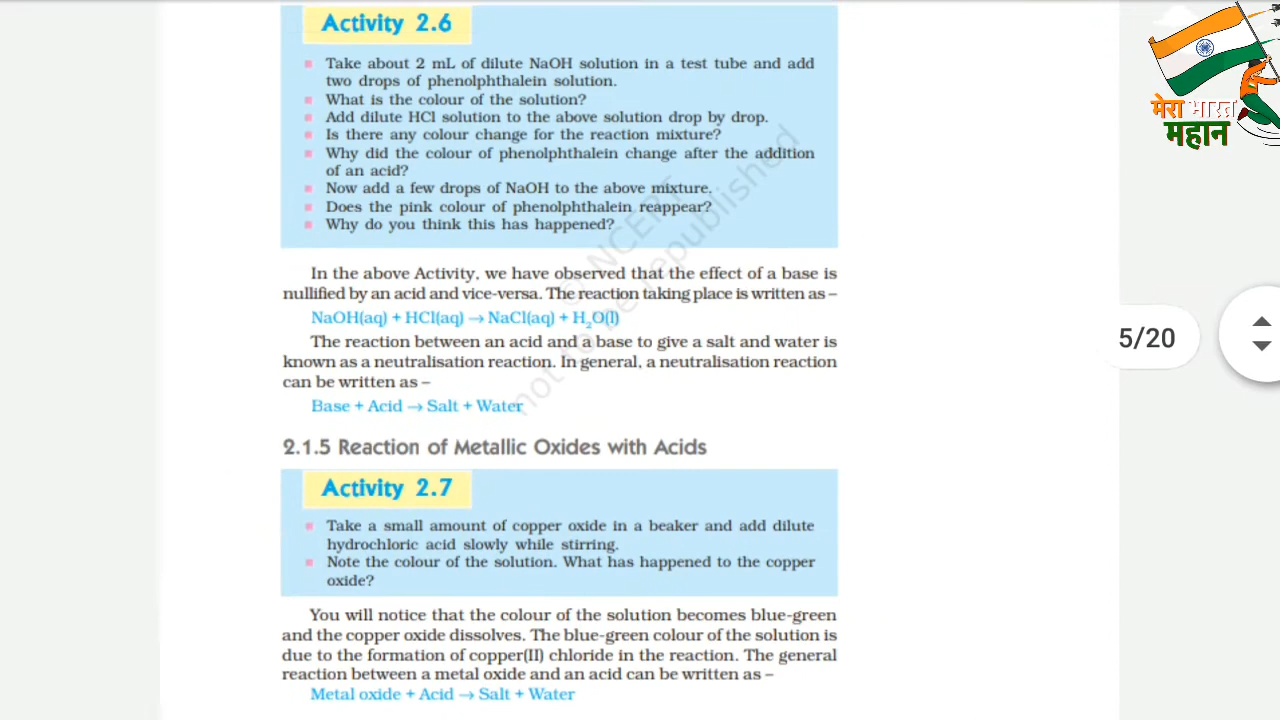 Activity 2.6
Take about 2 mL of dilute NaOH solution in a test tube and add
two drops of phenolphthalein solution.
What is the colour of the solution?
Add dilute HCl solution to the above solution drop by drop.
Is there any colour change for the reaction mixture?
Why did the colour of phenolphthalein change after the addition
of an acid?
Now add a few drops of NaOH to the above mixture.
Does the pink colour of phenolphthalein reappear?
Why do you think this has happened?
In the above Activity, we have observed that the effect of a base is
nullified by an acid and vice-versa. The reaction taking place is written as –
NaOH(aq) + HCl(aq) → NaCl(aq) + H₂O(l)
The reaction between an acid and a base to give a salt and water is
known as a neutralisation reaction. In general, a neutralisation reaction
can be written as –
Base + Acid → Salt + Water
2.1.5 Reaction of Metallic Oxides with Acids
Activity 2.7
Take a small amount of copper oxide in a beaker and add dilute
hydrochloric acid slowly while stirring.
Note the colour of the solution. What has happened to the copper
oxide?
You will notice that the colour of the solution becomes blue-green
and the copper oxide dissolves. The blue-green colour of the solution is
due to the formation of copper(II) chloride in the reaction. The general
reaction between a metal oxide and an acid can be written as –
Metal oxide + Acid → Salt + Water
© NCERT
not to be republished
मेरा भारत
महान
5/20